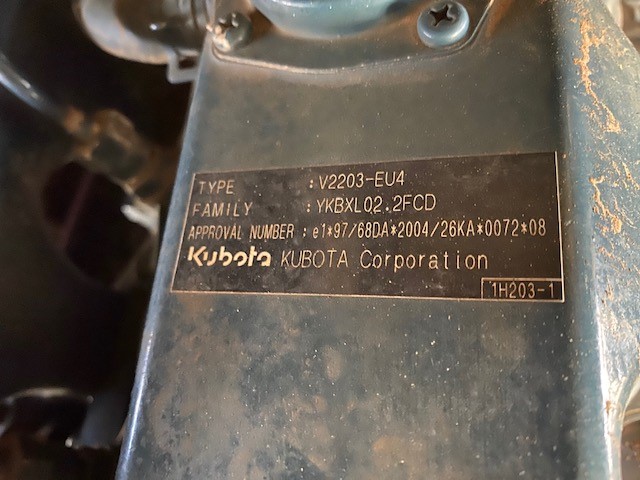 TYPE : V2203-EU4
FAMILY : YKBXL02.2FCD
APPROVAL NUMBER : e1*97/68DA*2004/26KA*0072*08
Kubota KUBOTA Corporation
1H203-1